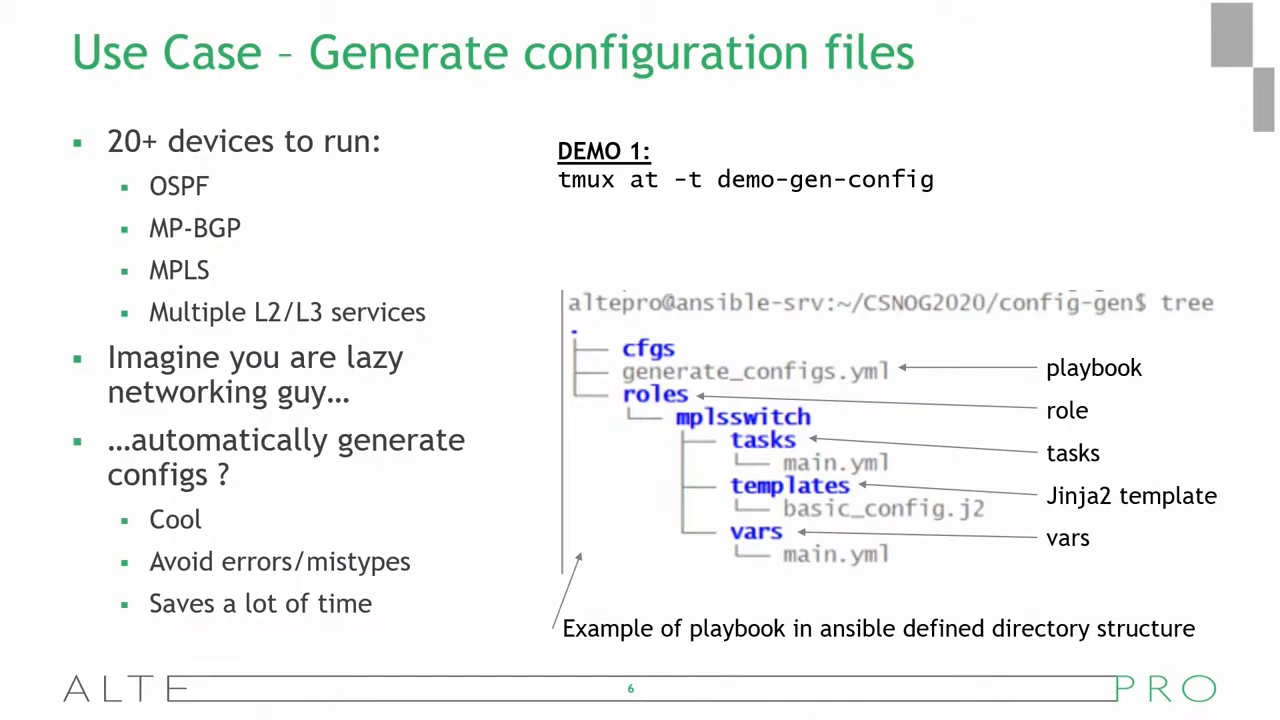 Use Case – Generate configuration files
20+ devices to run:
OSPF
MP-BGP
MPLS
Multiple L2/L3 services
Imagine you are lazy
networking guy…
…automatically generate
configs ?
Cool
Avoid errors/mistypes
Saves a lot of time
DEMO 1:
tmux at -t demo-gen-config
altepro@ansible-srv:~/CSNOG2020/config-gen$ tree
.
├── cfgs
├── generate_configs.yml
└── roles
└── mplsswitch
├── tasks
└── main.yml
├── templates
└── basic_config.j2
└── vars
└── main.yml
playbook
role
tasks
Jinja2 template
vars
Example of playbook in ansible defined directory structure
ALTE
6
PRO